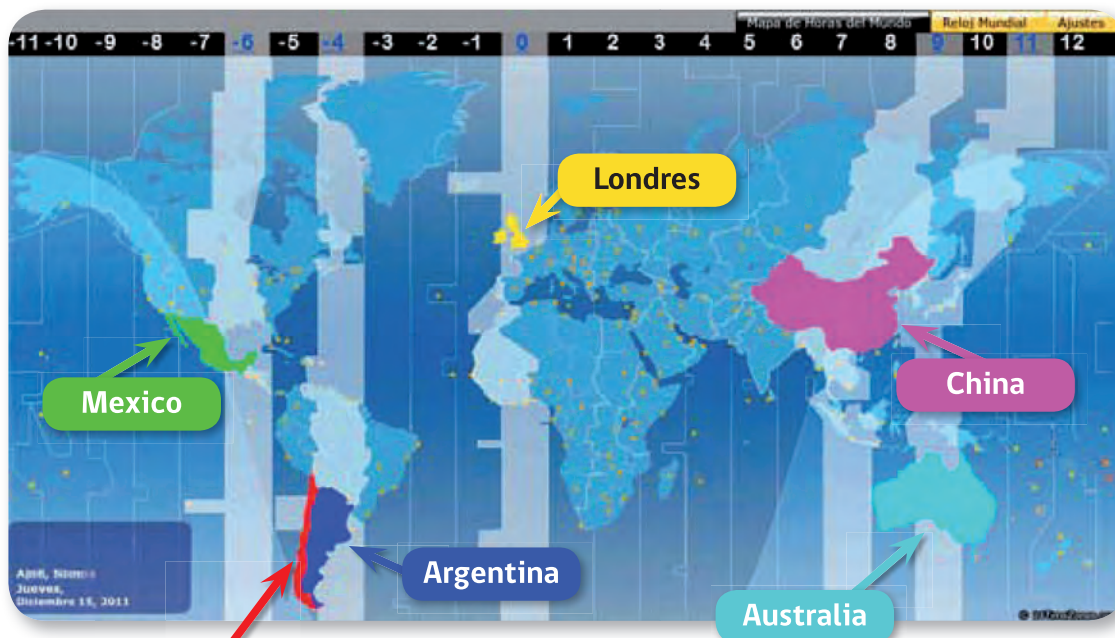 Mapa de Horas del Mundo Reloj Mundial Ajustes
-11 -10 -9 -8 -7 -6 -5 -4 -3 -2 -1 0 1 2 3 4 5 6 7 8 9 10 11 12
Londres
Mexico
China
Argentina
Australia
Jueves,
Diciembre 15, 2011